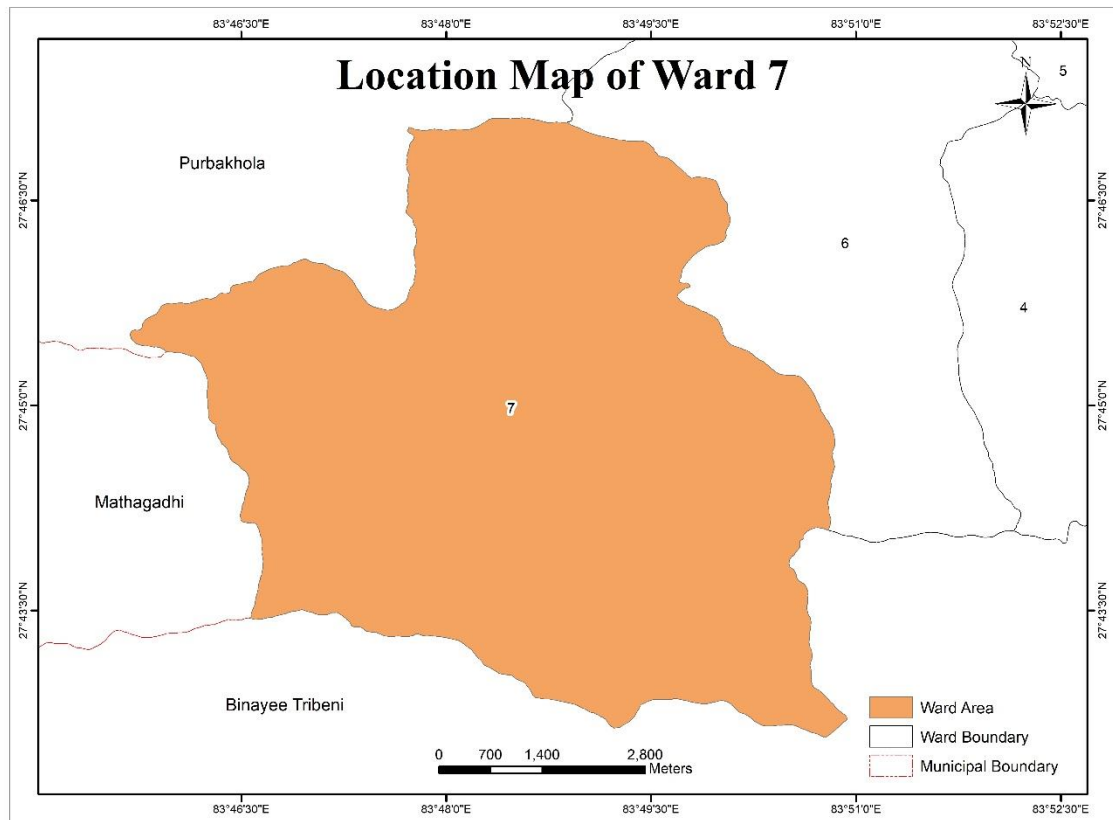 83°46'30"E 83°48'0"E 83°49'30"E 83°51'0"E 83°52'30"E
Location Map of Ward 7
N
5
Purbakhola
27°46'30"N
27°46'30"N
6
4
27°45'0"N
7
27°45'0"N
Mathagadhi
27°43'30"N
27°43'30"N
Binayee Tribeni
Ward Area
Ward Boundary
Municipal Boundary
0 700 1,400 2,800
Meters
83°46'30"E 83°48'0"E 83°49'30"E 83°51'0"E 83°52'30"E